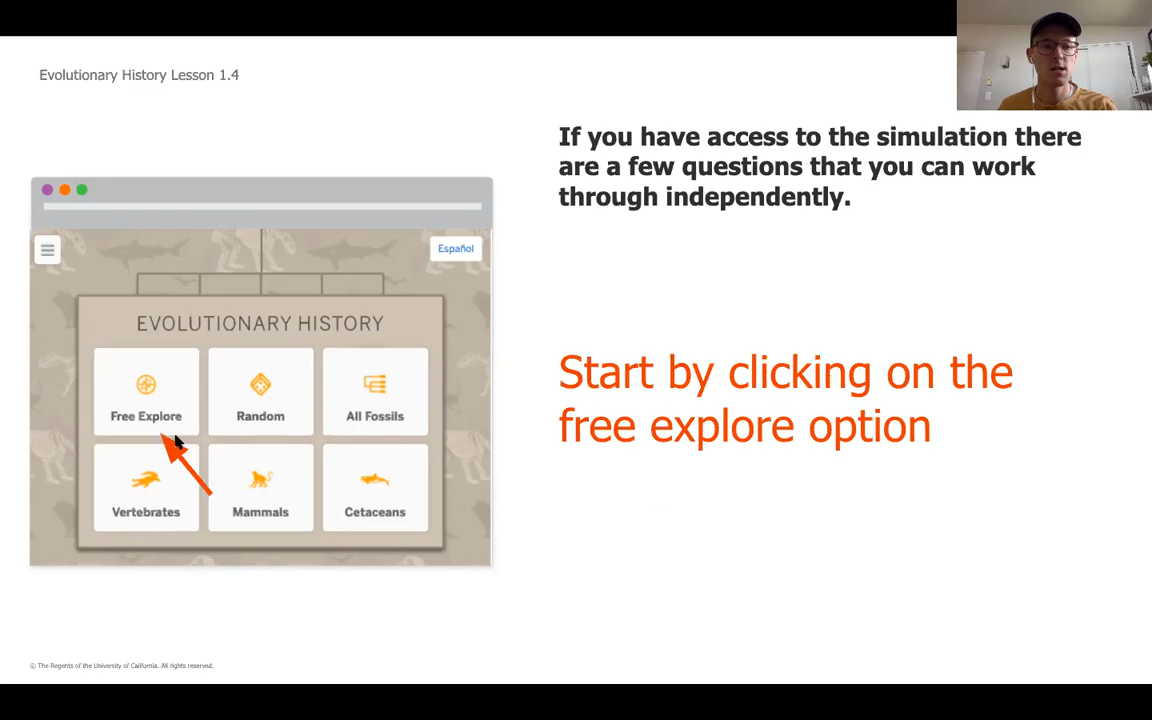 Evolutionary History Lesson 1.4
If you have access to the simulation there
are a few questions that you can work
through independently.
Español
EVOLUTIONARY HISTORY
Free Explore
Random
All Fossils
Vertebrates
Mammals
Cetaceans
Start by clicking on the
free explore option
© The Regents of the University of California. All rights reserved.